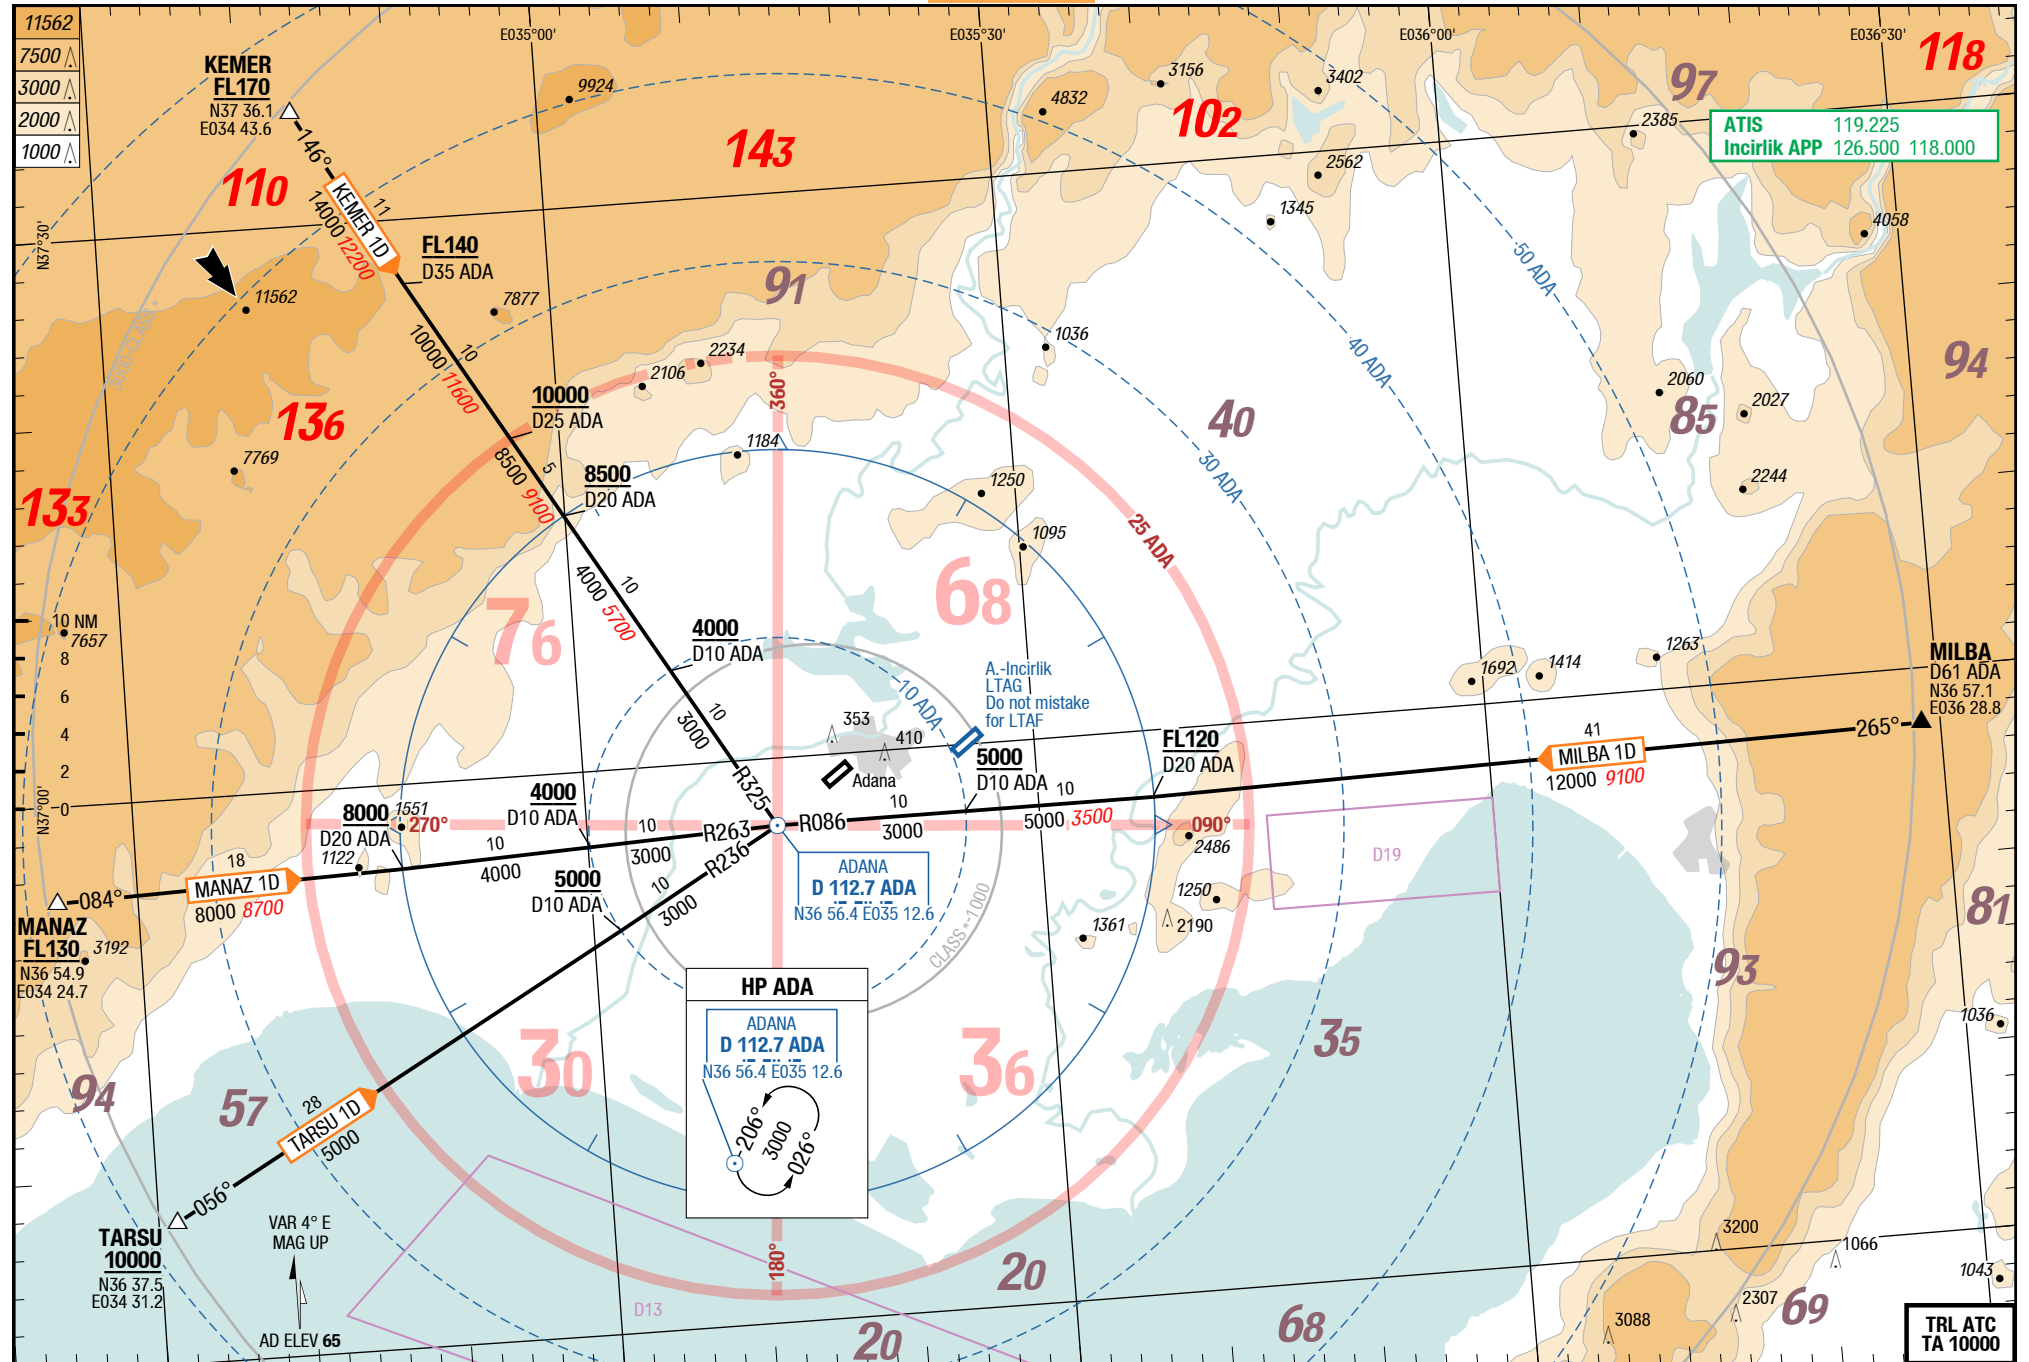 11562
7500
3000
2000
1000
E035°00'
E035°30'
E036°00'
E036°30'
118
97
102
143
110
136
133
91
94
85
40
68
76
30
36
35
93
81
94
57
20
20
68
69
ATIS 119.225
Incirlik APP 126.500 118.000
KEMER
FL170
N37 36.1
E034 43.6
146°
KEMER 1D
11
14000 12200
FL140
D35 ADA
10
10000 11600
10000
D25 ADA
5
8500 9100
8500
D20 ADA
10
4000 5700
4000
D10 ADA
10
3000
R325
9924
4832
3156
3402
2385
2562
1345
4058
11562
7877
2234
2106
1036
2060
2027
2244
7769
1184
1250
1095
7657
1692
1414
1263
353
410
1551
1122
3192
2486
1250
2190
1361
1036
3200
1066
1043
2307
3088
N37°30'
N37°00'
3000-CLASS*
CLASS*-1000
10 NM
8
6
4
2
0
360°
090°
180°
270°
50 ADA
40 ADA
30 ADA
25 ADA
10 ADA
A.-Incirlik
LTAG
Do not mistake
for LTAF
Adana
MILBA
D61 ADA
N36 57.1
E036 28.8
265°
41
MILBA 1D
12000 9100
FL120
D20 ADA
10
5000 3500
5000
D10 ADA
10
3000
R086
8000
D20 ADA
4000
D10 ADA
18
MANAZ 1D
8000 8700
084°
10
4000
10
3000
R263
MANAZ
FL130
N36 54.9
E034 24.7
5000
D10 ADA
10
3000
R236
28
TARSU 1D
5000
056°
TARSU
10000
N36 37.5
E034 31.2
ADANA
D 112.7 ADA
N36 56.4 E035 12.6
HP ADA
ADANA
D 112.7 ADA
N36 56.4 E035 12.6
206°
3000
026°
D19
D13
VAR 4° E
MAG UP
AD ELEV 65
TRL ATC
TA 10000